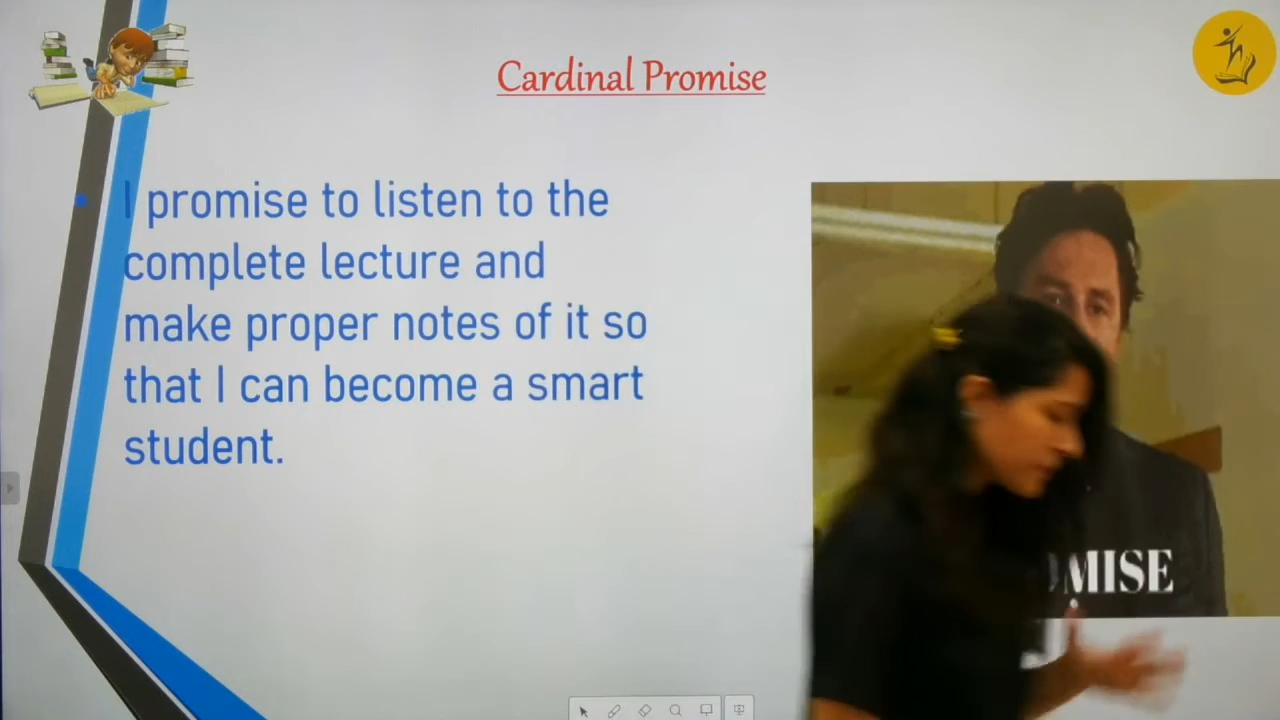 Cardinal Promise
I promise to listen to the
complete lecture and
make proper notes of it so
that I can become a smart
student.
MISE